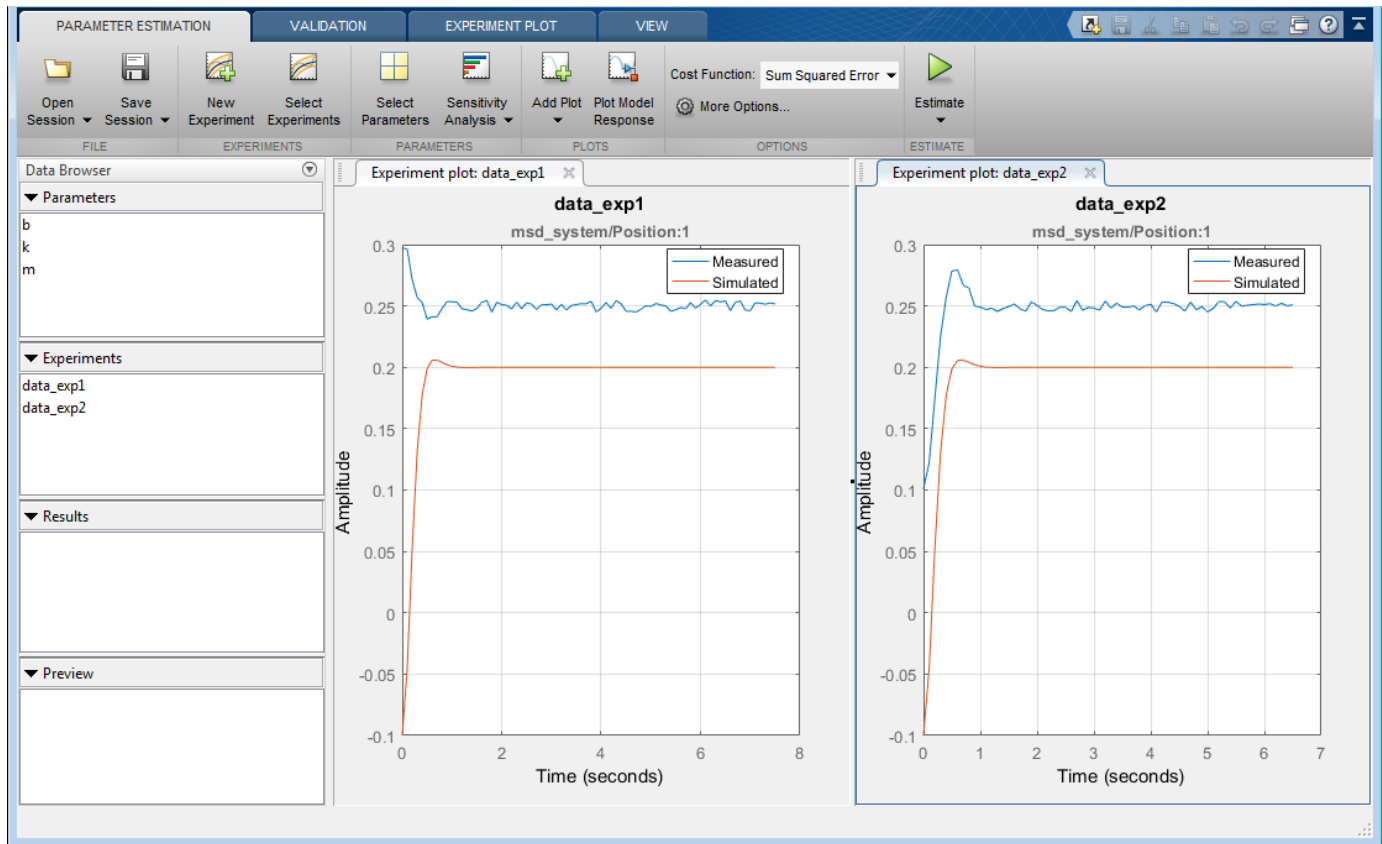 PARAMETER ESTIMATION VALIDATION EXPERIMENT PLOT VIEW
Open Session Save Session New Experiment Select Experiments Select Parameters Sensitivity Analysis Add Plot Plot Model Response Cost Function: Sum Squared Error More Options... Estimate
FILE EXPERIMENTS PARAMETERS PLOTS OPTIONS ESTIMATE
Data Browser
Parameters
b
k
m
Experiments
data_exp1
data_exp2
Results
Preview
Experiment plot: data_exp1
data_exp1
msd_system/Position:1
Measured
Simulated
Amplitude
0.3
0.25
0.2
0.15
0.1
0.05
0
-0.05
-0.1
0 2 4 6 8
Time (seconds)
Experiment plot: data_exp2
data_exp2
msd_system/Position:1
Measured
Simulated
Amplitude
0.3
0.25
0.2
0.15
0.1
0.05
0
-0.05
-0.1
0 1 2 3 4 5 6 7
Time (seconds)